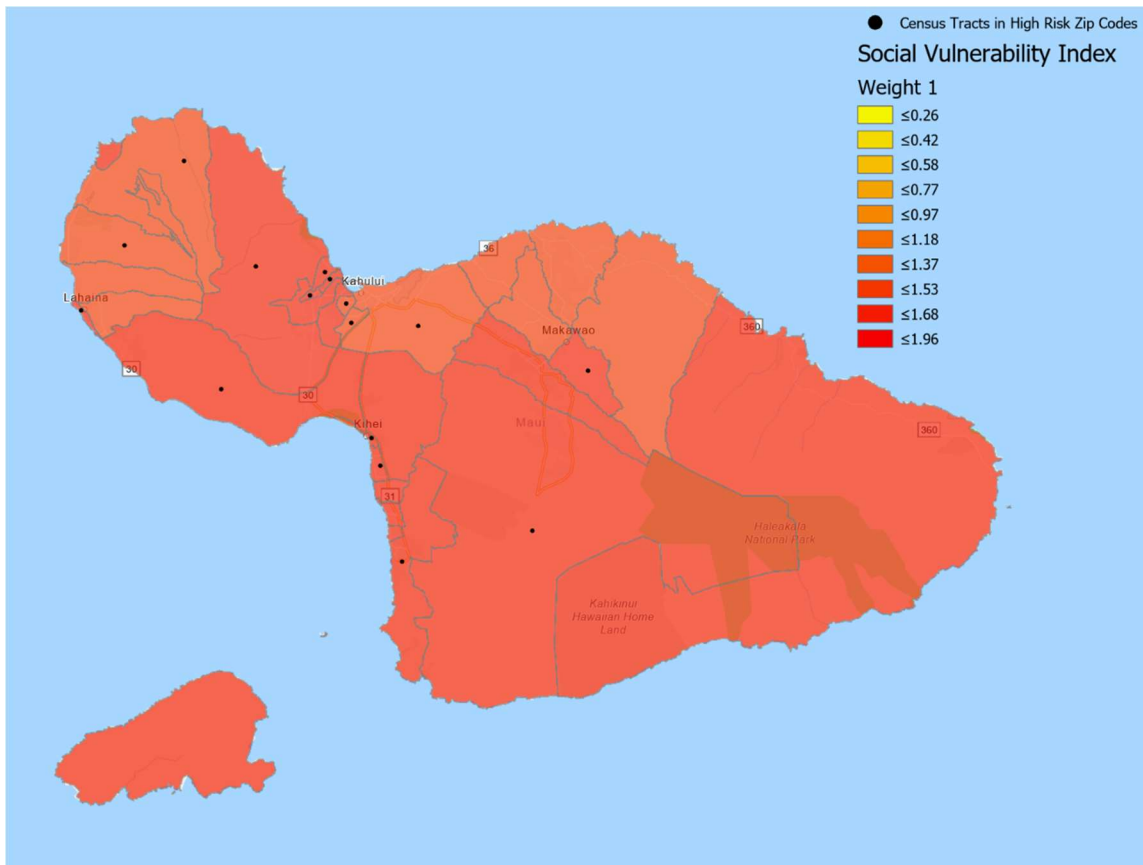 Census Tracts in High Risk Zip Codes
Social Vulnerability Index
Weight 1
≤0.26
≤0.42
≤0.58
≤0.77
≤0.97
≤1.18
≤1.37
≤1.53
≤1.68
≤1.96
36
Kahului
Lahaina
Makawao
360
30
30
Kihei
Maui
360
31
Haleakala
National Park
Kahikinui
Hawaiian Home
Land